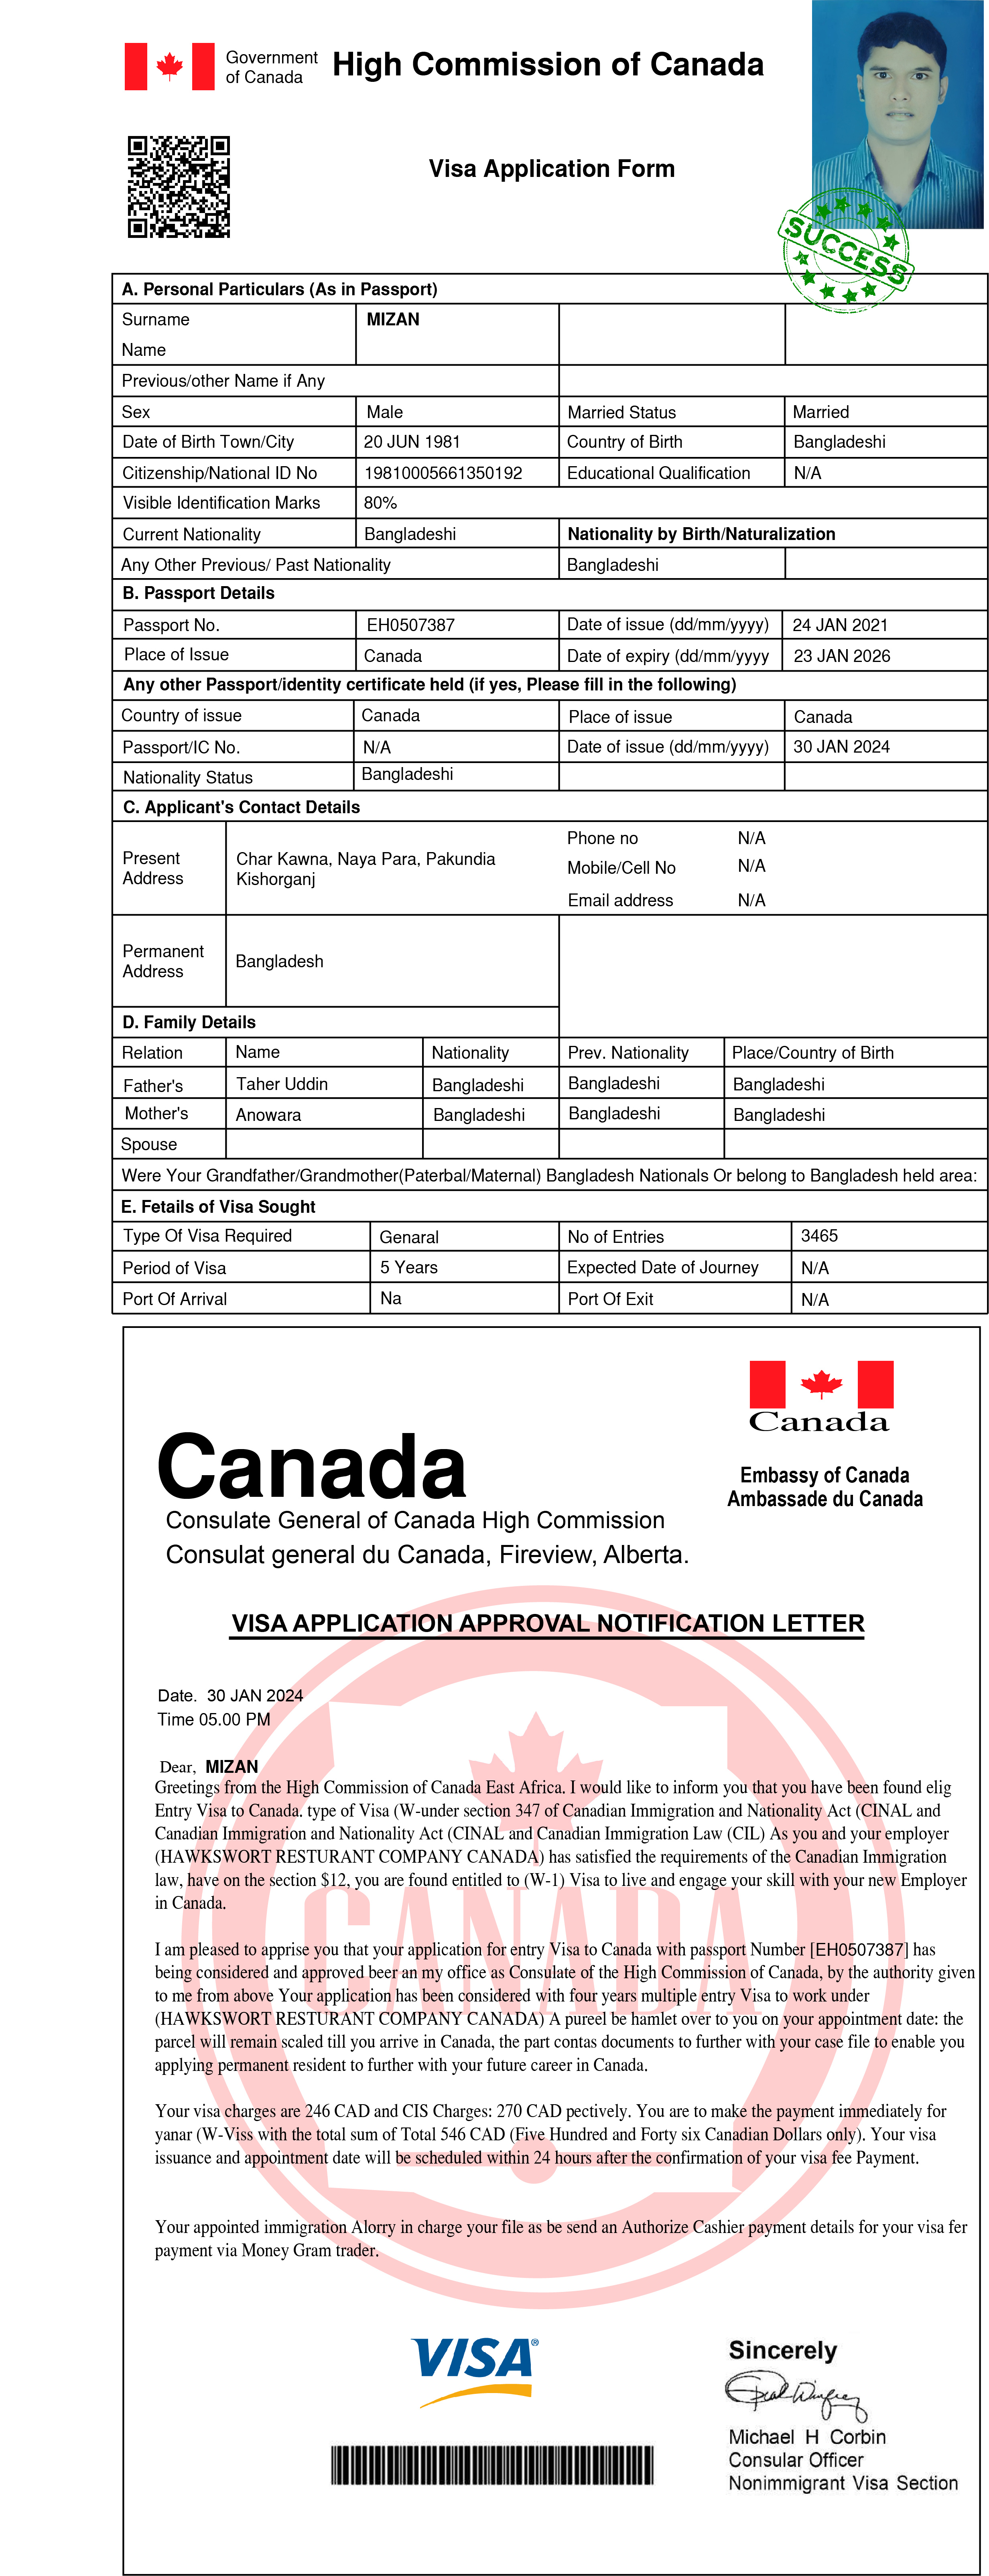 Government
of Canada
High Commission of Canada
Visa Application Form
SUCCESS
A. Personal Particulars (As in Passport)
Surname MIZAN
Name
Previous/other Name if Any
Sex Male Married Status Married
Date of Birth Town/City 20 JUN 1981 Country of Birth Bangladeshi
Citizenship/National ID No 19810005661350192 Educational Qualification N/A
Visible Identification Marks 80%
Current Nationality Bangladeshi Nationality by Birth/Naturalization
Any Other Previous/ Past Nationality Bangladeshi
B. Passport Details
Passport No. EH0507387 Date of issue (dd/mm/yyyy) 24 JAN 2021
Place of Issue Canada Date of expiry (dd/mm/yyyy 23 JAN 2026
Any other Passport/identity certificate held (if yes, Please fill in the following)
Country of issue Canada Place of issue Canada
Passport/IC No. N/A Date of issue (dd/mm/yyyy) 30 JAN 2024
Nationality Status Bangladeshi
C. Applicant's Contact Details
Present
Address
Char Kawna, Naya Para, Pakundia
Kishorganj
Phone no N/A
Mobile/Cell No N/A
Email address N/A
Permanent
Address
Bangladesh
D. Family Details
Relation Name Nationality Prev. Nationality Place/Country of Birth
Father's Taher Uddin Bangladeshi Bangladeshi Bangladeshi
Mother's Anowara Bangladeshi Bangladeshi Bangladeshi
Spouse
Were Your Grandfather/Grandmother(Paterbal/Maternal) Bangladesh Nationals Or belong to Bangladesh held area:
E. Fetails of Visa Sought
Type Of Visa Required Genaral No of Entries 3465
Period of Visa 5 Years Expected Date of Journey N/A
Port Of Arrival Na Port Of Exit N/A
Canada
Embassy of Canada
Ambassade du Canada
Canada
Consulate General of Canada High Commission
Consulat general du Canada, Fireview, Alberta.
VISA APPLICATION APPROVAL NOTIFICATION LETTER
Date. 30 JAN 2024
Time 05.00 PM
Dear, MIZAN
Greetings from the High Commission of Canada East Africa. I would like to inform you that you have been found elig
Entry Visa to Canada. type of Visa (W-under section 347 of Canadian Immigration and Nationality Act (CINAL and
Canadian Immigration and Nationality Act (CINAL and Canadian Immigration Law (CIL) As you and your employer
(HAWKSWORT RESTURANT COMPANY CANADA) has satisfied the requirements of the Canadian Immigration
law, have on the section $12, you are found entitled to (W-1) Visa to live and engage your skill with your new Employer
in Canada.
CANADA
I am pleased to apprise you that your application for entry Visa to Canada with passport Number [EH0507387] has
being considered and approved beer an my office as Consulate of the High Commission of Canada, by the authority given
to me from above Your application has been considered with four years multiple entry Visa to work under
(HAWKSWORT RESTURANT COMPANY CANADA) A pureel be hamlet over to you on your appointment date: the
parcel will remain scaled till you arrive in Canada, the part contas documents to further with your case file to enable you
applying permanent resident to further with your future career in Canada.
Your visa charges are 246 CAD and CIS Charges: 270 CAD pectively. You are to make the payment immediately for
yanar (W-Viss with the total sum of Total 546 CAD (Five Hundred and Forty six Canadian Dollars only). Your visa
issuance and appointment date will be scheduled within 24 hours after the confirmation of your visa fee Payment.
Your appointed immigration Alorry in charge your file as be send an Authorize Cashier payment details for your visa fer
payment via Money Gram trader.
VISA®
Sincerely
Michael H Corbin
Consular Officer
Nonimmigrant Visa Section